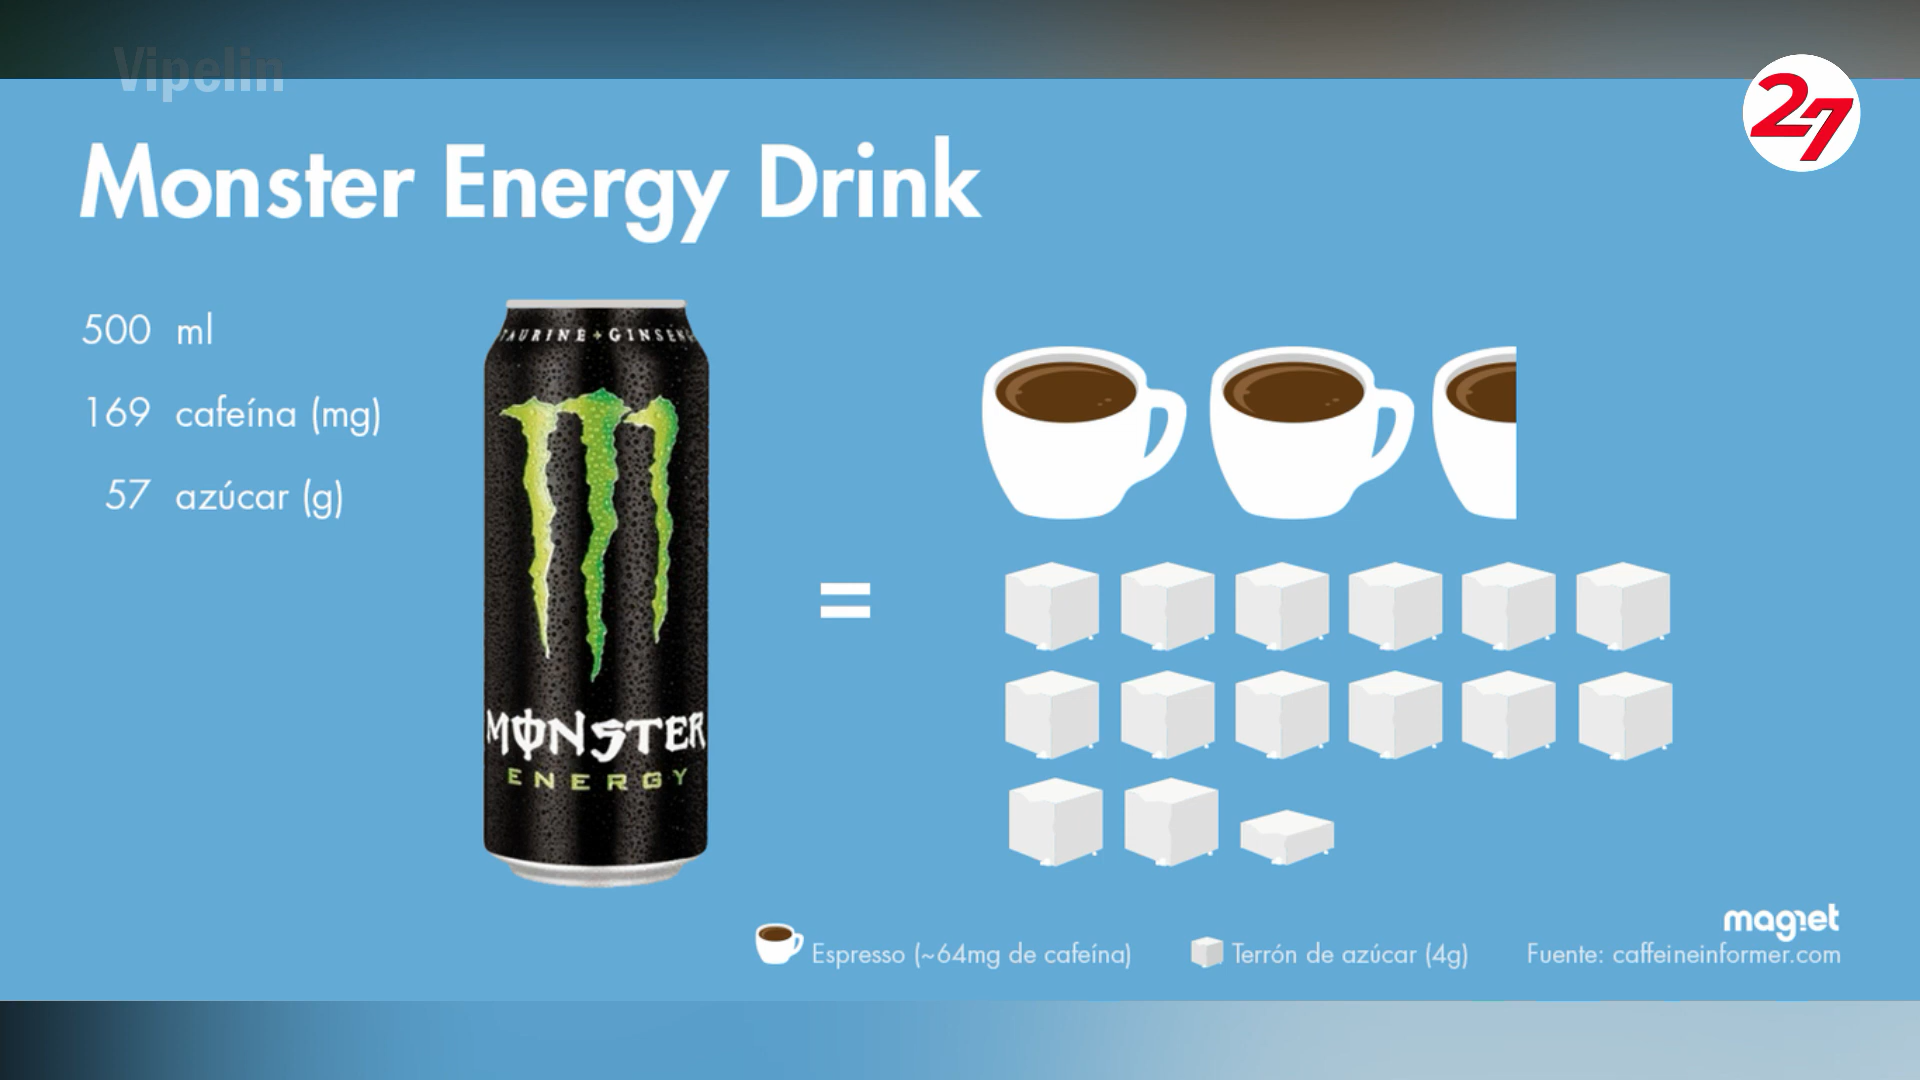 Vipelin
27
Monster Energy Drink
500 ml
169 cafeína (mg)
57 azúcar (g)
TAURINE + GINSENG
MONSTER
ENERGY
=
magnet
Espresso (~64mg de cafeína)
Terrón de azúcar (4g)
Fuente: caffeineinformer.com